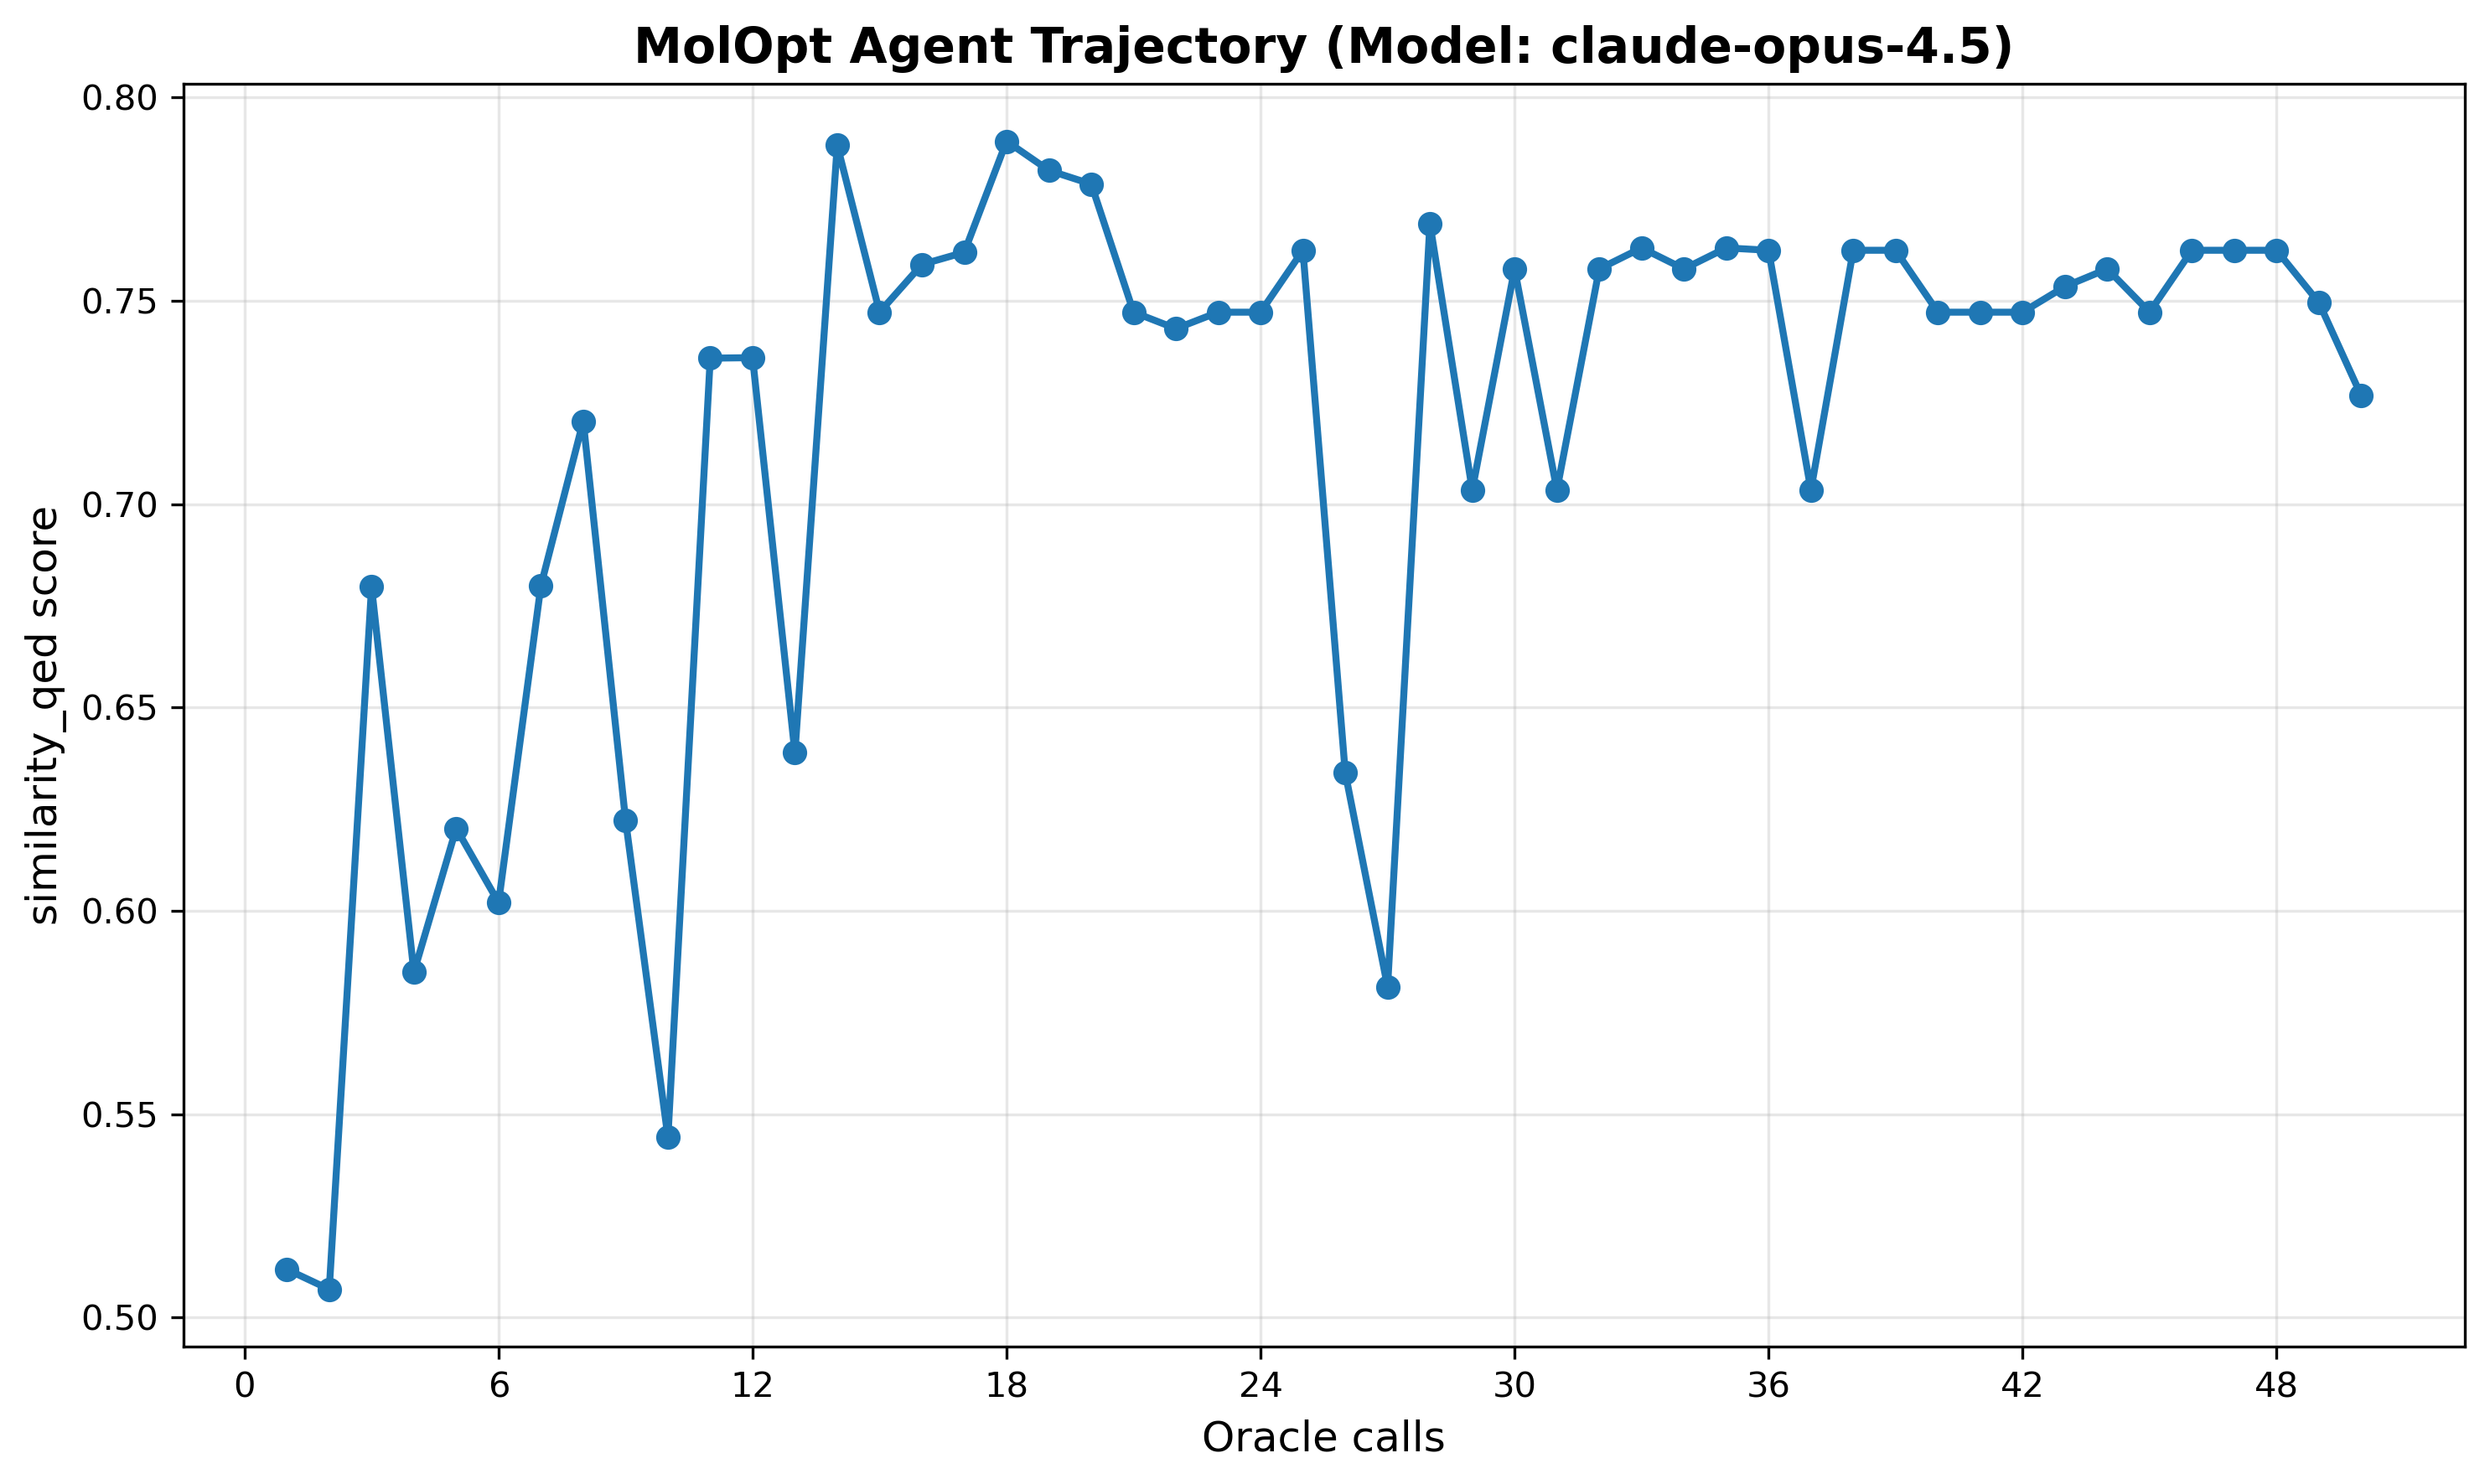 MolOpt Agent Trajectory (Model: claude-opus-4.5)
similarity_qed score
0.80
0.75
0.70
0.65
0.60
0.55
0.50
0 6 12 18 24 30 36 42 48
Oracle calls